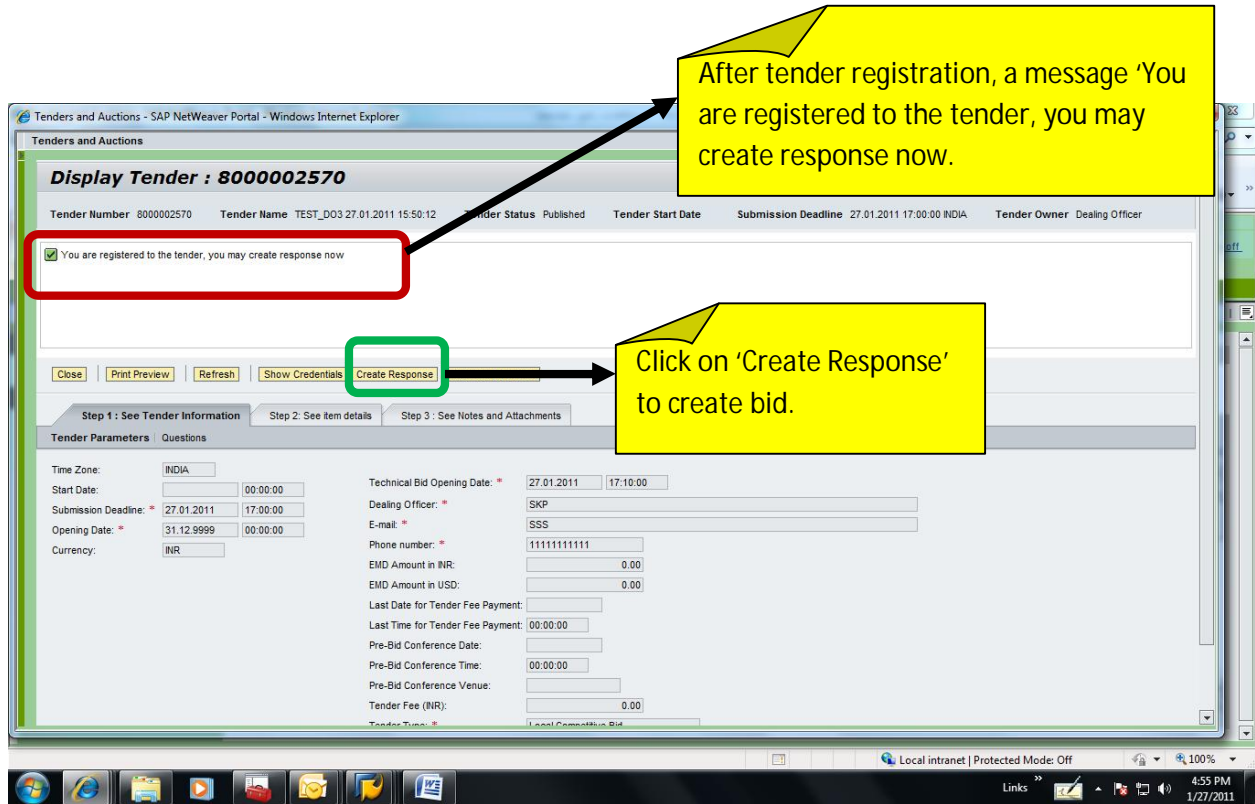 After tender registration, a message ‘You
are registered to the tender, you may
create response now.
Tenders and Auctions - SAP NetWeaver Portal - Windows Internet Explorer
Tenders and Auctions
Display Tender : 8000002570
Tender Number 8000002570 Tender Name TEST_DO3 27.01.2011 15:50:12 Tender Status Published Tender Start Date Submission Deadline 27.01.2011 17:00:00 INDIA Tender Owner Dealing Officer
off
You are registered to the tender, you may create response now
Click on ‘Create Response’
to create bid.
Close Print Preview Refresh Show Credentials Create Response
Step 1 : See Tender Information Step 2: See item details Step 3 : See Notes and Attachments
Tender Parameters Questions
Time Zone: INDIA
Start Date: 00:00:00
Submission Deadline: * 27.01.2011 17:00:00
Opening Date: * 31.12.9999 00:00:00
Currency: INR
Technical Bid Opening Date: * 27.01.2011 17:10:00
Dealing Officer: * SKP
E-mail: * SSS
Phone number: * 11111111111
EMD Amount in INR: 0.00
EMD Amount in USD: 0.00
Last Date for Tender Fee Payment:
Last Time for Tender Fee Payment: 00:00:00
Pre-Bid Conference Date:
Pre-Bid Conference Time: 00:00:00
Pre-Bid Conference Venue:
Tender Fee (INR): 0.00
Tender Type: * Local Competitive Bid
Local intranet | Protected Mode: Off 100%
Links » 4:55 PM
1/27/2011